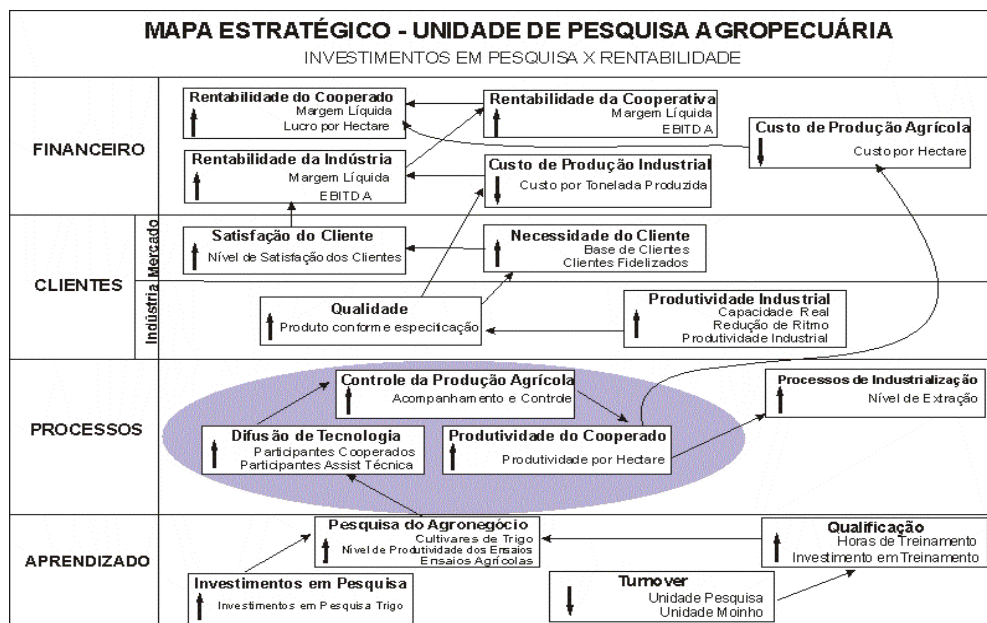 MAPA ESTRATÉGICO - UNIDADE DE PESQUISA AGROPECUÁRIA
INVESTIMENTOS EM PESQUISA X RENTABILIDADE
FINANCEIRO
Rentabilidade do Cooperado
Margem Líquida
Lucro por Hectare
Rentabilidade da Cooperativa
Margem Líquida
EBITDA
Custo de Produção Agrícola
Custo por Hectare
Rentabilidade da Indústria
Margem Líquida
EBITDA
Custo de Produção Industrial
Custo por Tonelada Produzida
CLIENTES
Indústria Mercado
Satisfação do Cliente
Nível de Satisfação dos Clientes
Necessidade do Cliente
Base de Clientes
Clientes Fidelizados
Qualidade
Produto conforme especificação
Produtividade Industrial
Capacidade Real
Redução de Ritmo
Produtividade Industrial
PROCESSOS
Controle da Produção Agrícola
Acompanhamento e Controle
Processos de Industrialização
Nível de Extração
Difusão de Tecnologia
Participantes Cooperados
Participantes Assist Técnica
Produtividade do Cooperado
Produtividade por Hectare
APRENDIZADO
Pesquisa do Agronegócio
Cultivares de Trigo
Nível de Produtividade dos Ensaios
Ensaios Agrícolas
Qualificação
Horas de Treinamento
Investimento em Treinamento
Investimentos em Pesquisa
Investimentos em Pesquisa Trigo
Turnover
Unidade Pesquisa
Unidade Moinho